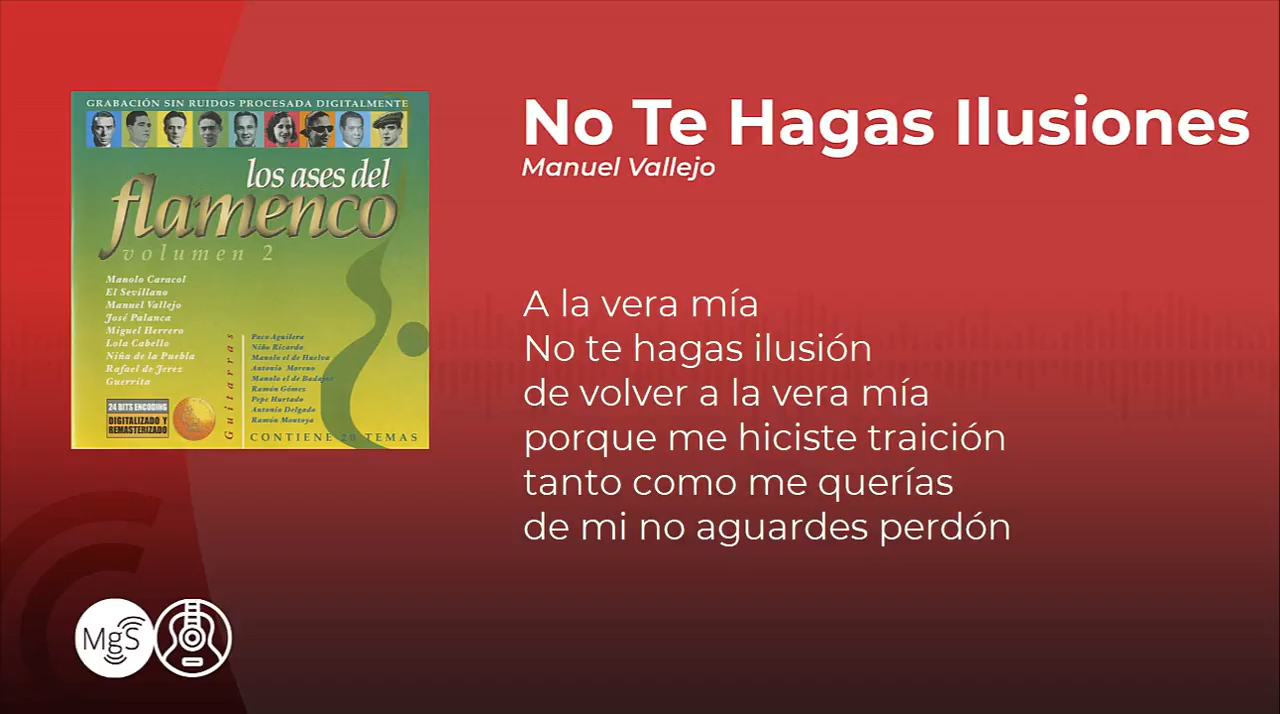 GRABACIÓN SIN RUIDOS PROCESADA DIGITALMENTE
los ases del
flamenco
volumen 2
Manolo Caracol
El Sevillano
Manuel Vallejo
José Palanca
Miguel Herrero
Lola Cabello
Niña de la Puebla
Rafael de Jerez
Guerrita
Guitarras
Paco Aguilera
Niño Ricardo
Manolo el de Huelva
Antonio Moreno
Manolo el de Badajoz
Ramón Gómez
Pepe Hurtado
Antonio Delgado
Ramón Montoya
24 BITS ENCODING
DIGITALIZADO Y
REMASTERIZADO
CONTIENE 20 TEMAS
No Te Hagas Ilusiones
Manuel Vallejo
A la vera mía
No te hagas ilusión
de volver a la vera mía
porque me hiciste traición
tanto como me querías
de mi no aguardes perdón
MgS